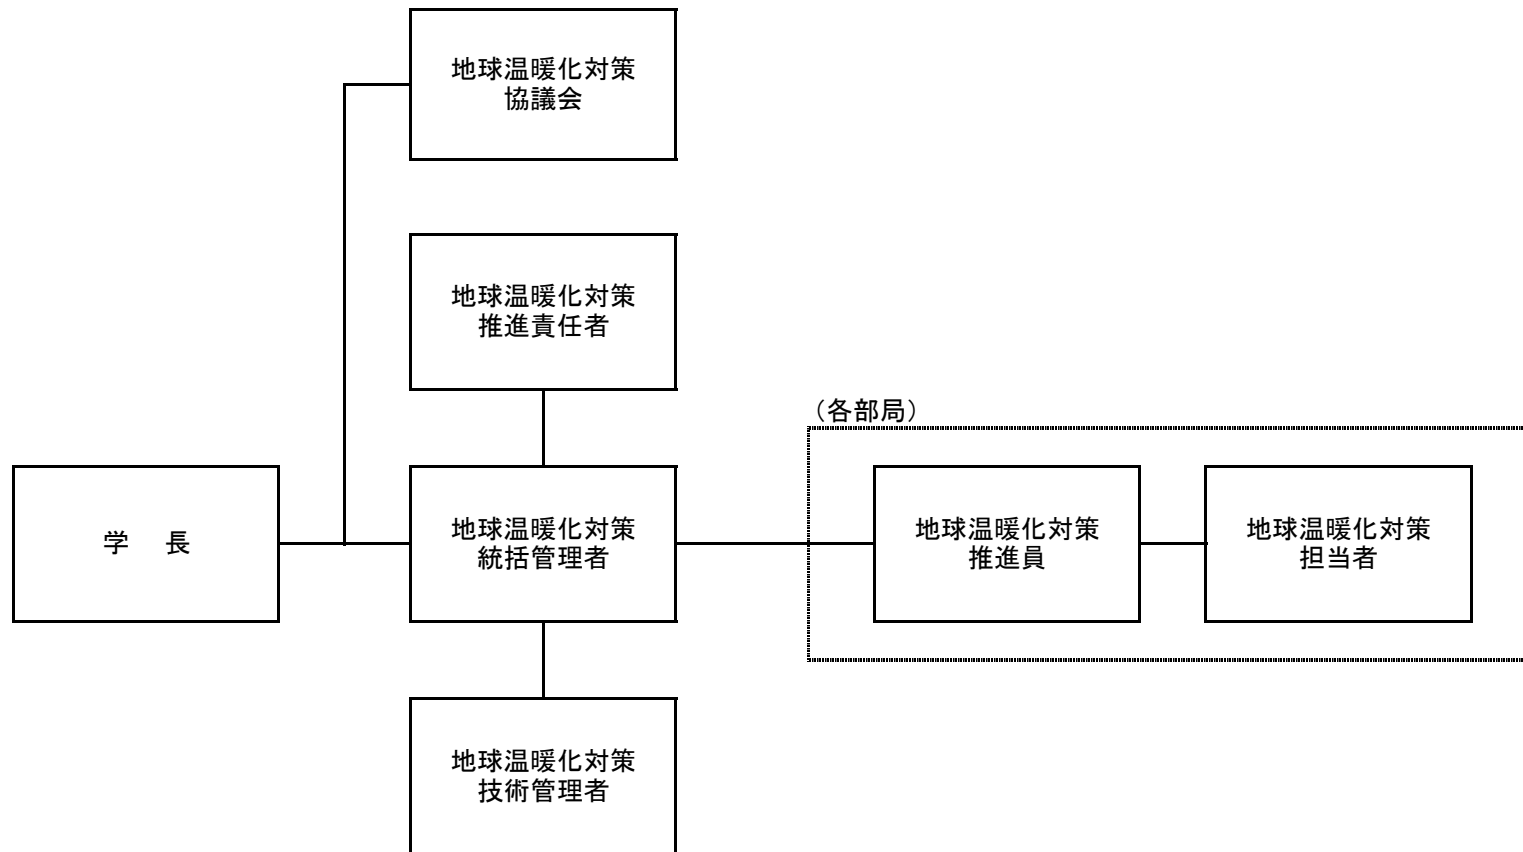 地球温暖化対策
協議会
地球温暖化対策
推進責任者
（各部局）
学　長
地球温暖化対策
統括管理者
地球温暖化対策
推進員
地球温暖化対策
担当者
地球温暖化対策
技術管理者